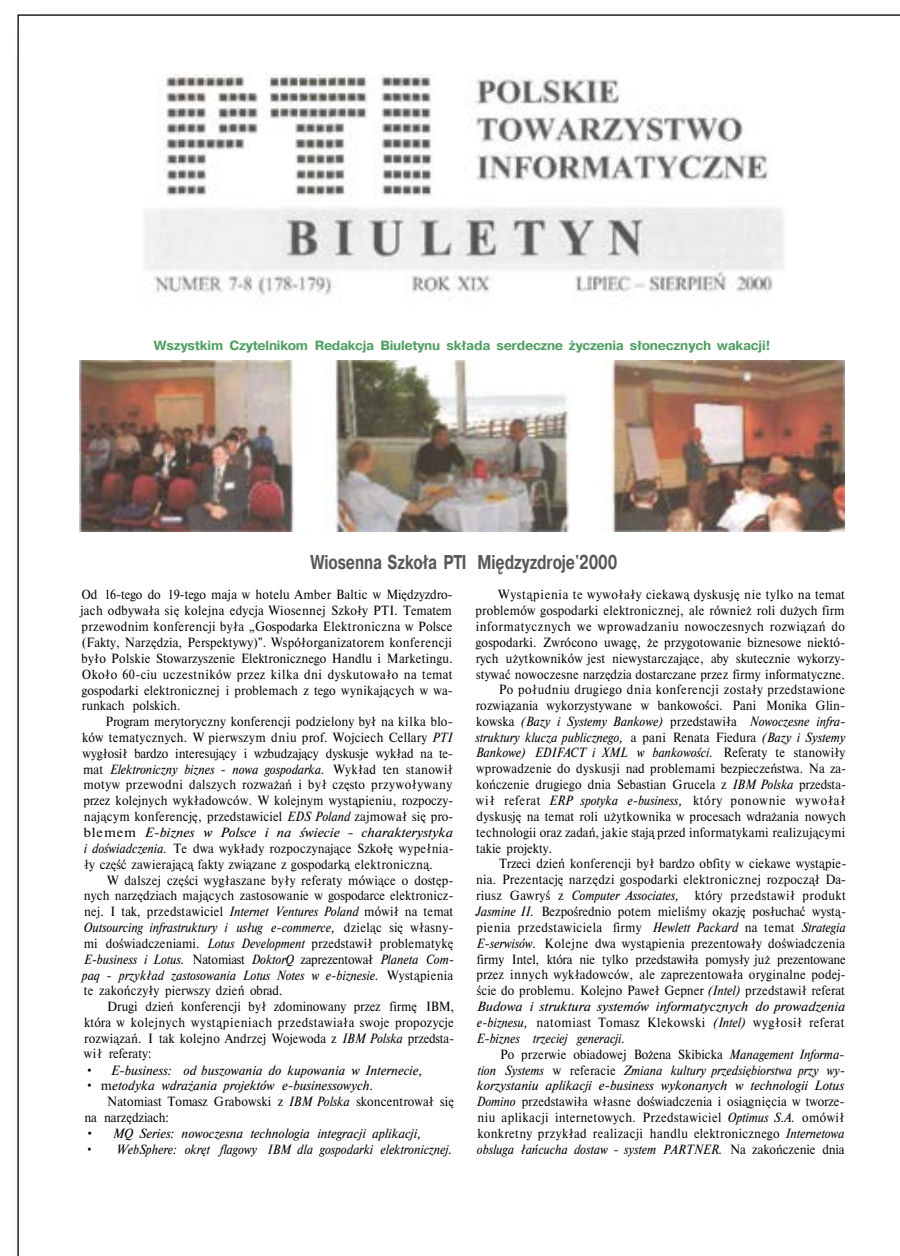 PTI
POLSKIE
TOWARZYSTWO
INFORMATYCZNE
BIULETYN
NUMER 7-8 (178-179) ROK XIX LIPIEC – SIERPIEŃ 2000
Wszystkim Czytelnikom Redakcja Biuletynu składa serdeczne życzenia słonecznych wakacji!
Wiosenna Szkoła PTI Międzyzdroje'2000
Od 16-tego do 19-tego maja w hotelu Amber Baltic w Międzyzdro-
jach odbywała się kolejna edycja Wiosennej Szkoły PTI. Tematem
przewodnim konferencji była „Gospodarka Elektroniczna w Polsce
(Fakty, Narzędzia, Perspektywy)". Współorganizatorem konferencji
było Polskie Stowarzyszenie Elektronicznego Handlu i Marketingu.
Około 60-ciu uczestników przez kilka dni dyskutowało na temat
gospodarki elektronicznej i problemach z tego wynikających w wa-
runkach polskich.
Program merytoryczny konferencji podzielony był na kilka blo-
ków tematycznych. W pierwszym dniu prof. Wojciech Cellary PTI
wygłosił bardzo interesujący i wzbudzający dyskusje wykład na te-
mat Elektroniczny biznes - nowa gospodarka. Wykład ten stanowił
motyw przewodni dalszych rozważań i był często przywoływany
przez kolejnych wykładowców. W kolejnym wystąpieniu, rozpoczy-
nającym konferencję, przedstawiciel EDS Poland zajmował się pro-
blemem E-biznes w Polsce i na świecie - charakterystyka
i doświadczenia. Te dwa wykłady rozpoczynające Szkołę wypełnia-
ły część zawierającą fakty związane z gospodarką elektroniczną.
W dalszej części wygłaszane były referaty mówiące o dostęp-
nych narzędziach mających zastosowanie w gospodarce elektronicz-
nej. I tak, przedstawiciel Internet Ventures Poland mówił na temat
Outsourcing infrastruktury i usług e-commerce, dzieląc się własny-
mi doświadczeniami. Lotus Development przedstawił problematykę
E-business i Lotus. Natomiast DoktorQ zaprezentował Planeta Com-
paq - przykład zastosowania Lotus Notes w e-biznesie. Wystąpienia
te zakończyły pierwszy dzień obrad.
Drugi dzień konferencji był zdominowany przez firmę IBM,
która w kolejnych wystąpieniach przedstawiała swoje propozycje
rozwiązań. I tak kolejno Andrzej Wojewoda z IBM Polska przedsta-
wił referaty:
• E-business: od buszowania do kupowania w Internecie,
• metodyka wdrażania projektów e-businessowych.
Natomiast Tomasz Grabowski z IBM Polska skoncentrował się
na narzędziach:
• MQ Series: nowoczesna technologia integracji aplikacji,
• WebSphere: okręt flagowy IBM dla gospodarki elektronicznej.
Wystąpienia te wywołały ciekawą dyskusję nie tylko na temat
problemów gospodarki elektronicznej, ale również roli dużych firm
informatycznych we wprowadzaniu nowoczesnych rozwiązań do
gospodarki. Zwrócono uwagę, że przygotowanie biznesowe niektó-
rych użytkowników jest niewystarczające, aby skutecznie wykorzy-
stywać nowoczesne narzędzia dostarczane przez firmy informatyczne.
Po południu drugiego dnia konferencji zostały przedstawione
rozwiązania wykorzystywane w bankowości. Pani Monika Glin-
kowska (Bazy i Systemy Bankowe) przedstawiła Nowoczesne infra-
struktury klucza publicznego, a pani Renata Fiedura (Bazy i Systemy
Bankowe) EDIFACT i XML w bankowości. Referaty te stanowiły
wprowadzenie do dyskusji nad problemami bezpieczeństwa. Na za-
kończenie drugiego dnia Sebastian Grucela z IBM Polska przedsta-
wił referat ERP spotyka e-business, który ponownie wywołał
dyskusję na temat roli użytkownika w procesach wdrażania nowych
technologii oraz zadań, jakie stają przed informatykami realizującymi
takie projekty.
Trzeci dzień konferencji był bardzo obfity w ciekawe wystąpie-
nia. Prezentację narzędzi gospodarki elektronicznej rozpoczął Da-
riusz Gawryś z Computer Associates, który przedstawił produkt
Jasmine II. Bezpośrednio potem mieliśmy okazję posłuchać wystą-
pienia przedstawiciela firmy Hewlett Packard na temat Strategia
E-serwisów. Kolejne dwa wystąpienia prezentowały doświadczenia
firmy Intel, która nie tylko przedstawiła pomysły już prezentowane
przez innych wykładowców, ale zaprezentowała oryginalne podej-
ście do problemu. Kolejno Paweł Gepner (Intel) przedstawił referat
Budowa i struktura systemów informatycznych do prowadzenia
e-biznesu, natomiast Tomasz Klekowski (Intel) wygłosił referat
E-biznes trzeciej generacji.
Po przerwie obiadowej Bożena Skibicka Management Informa-
tion Systems w referacie Zmiana kultury przedsiębiorstwa przy wy-
korzystaniu aplikacji e-business wykonanych w technologii Lotus
Domino przedstawiła własne doświadczenia i osiągnięcia w tworze-
niu aplikacji internetowych. Przedstawiciel Optimus S.A. omówił
konkretny przykład realizacji handlu elektronicznego Internetowa
obsługa łańcucha dostaw - system PARTNER. Na zakończenie dnia